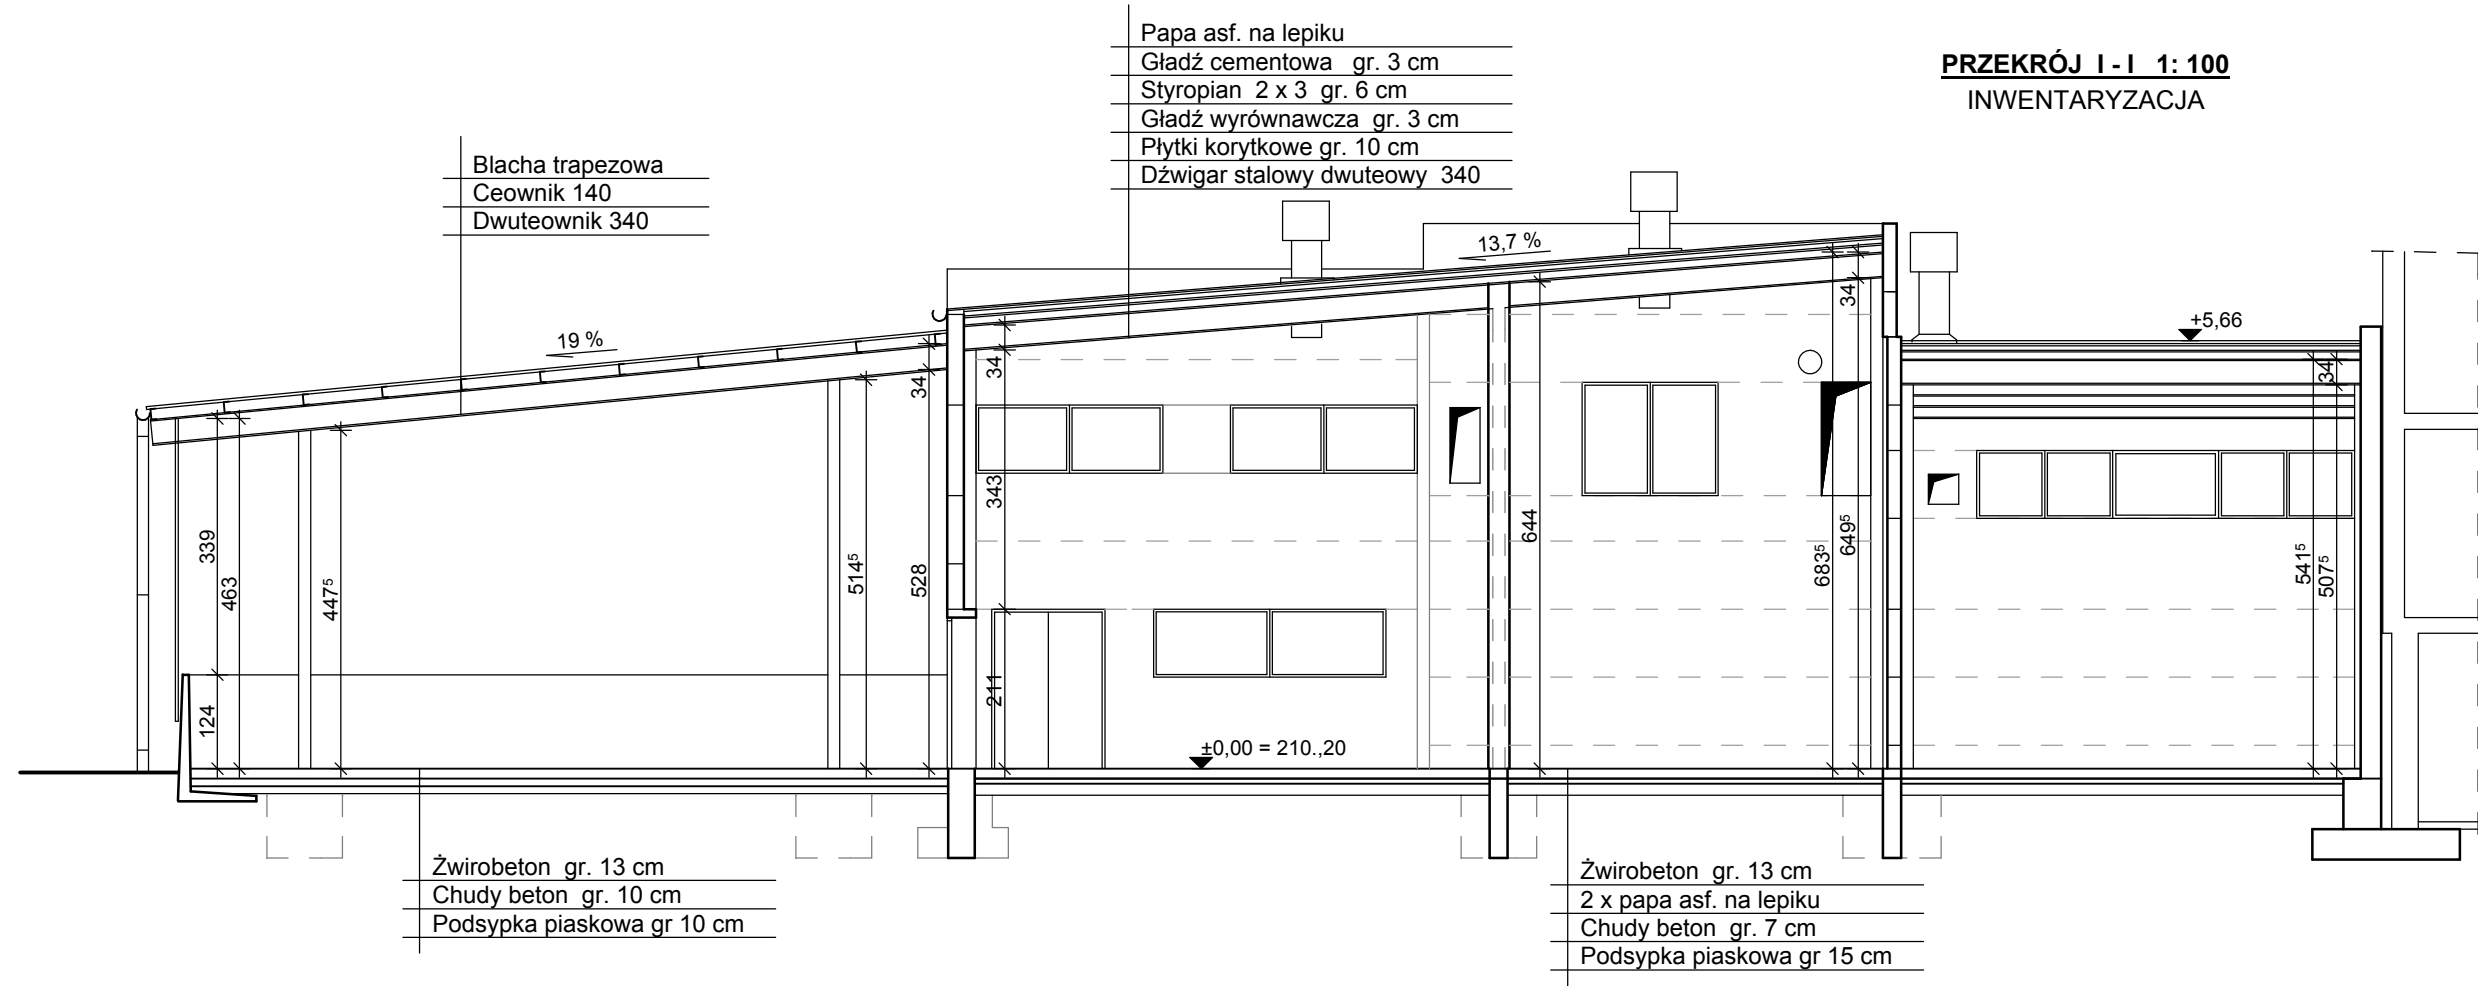 Papa asf. na lepiku
Gładź cementowa   gr. 3 cm
Styropian  2 x 3  gr. 6 cm
Gładź wyrównawcza  gr. 3 cm
Płytki korytkowe gr. 10 cm
Dźwigar stalowy dwuteowy  340
PRZEKRÓJ  I - I   1: 100
INWENTARYZACJA
Blacha trapezowa
Ceownik 140
Dwuteownik 340
13,7 %
19 %
+5,66
34
34
34
34
339
463
447⁵
514⁵
528
343
644
683⁵
649⁵
541⁵
507⁵
124
211
±0,00 = 210.,20
Żwirobeton  gr. 13 cm
Chudy beton  gr. 10 cm
Podsypka piaskowa gr 10 cm
Żwirobeton  gr. 13 cm
2 x papa asf. na lepiku
Chudy beton  gr. 7 cm
Podsypka piaskowa gr 15 cm